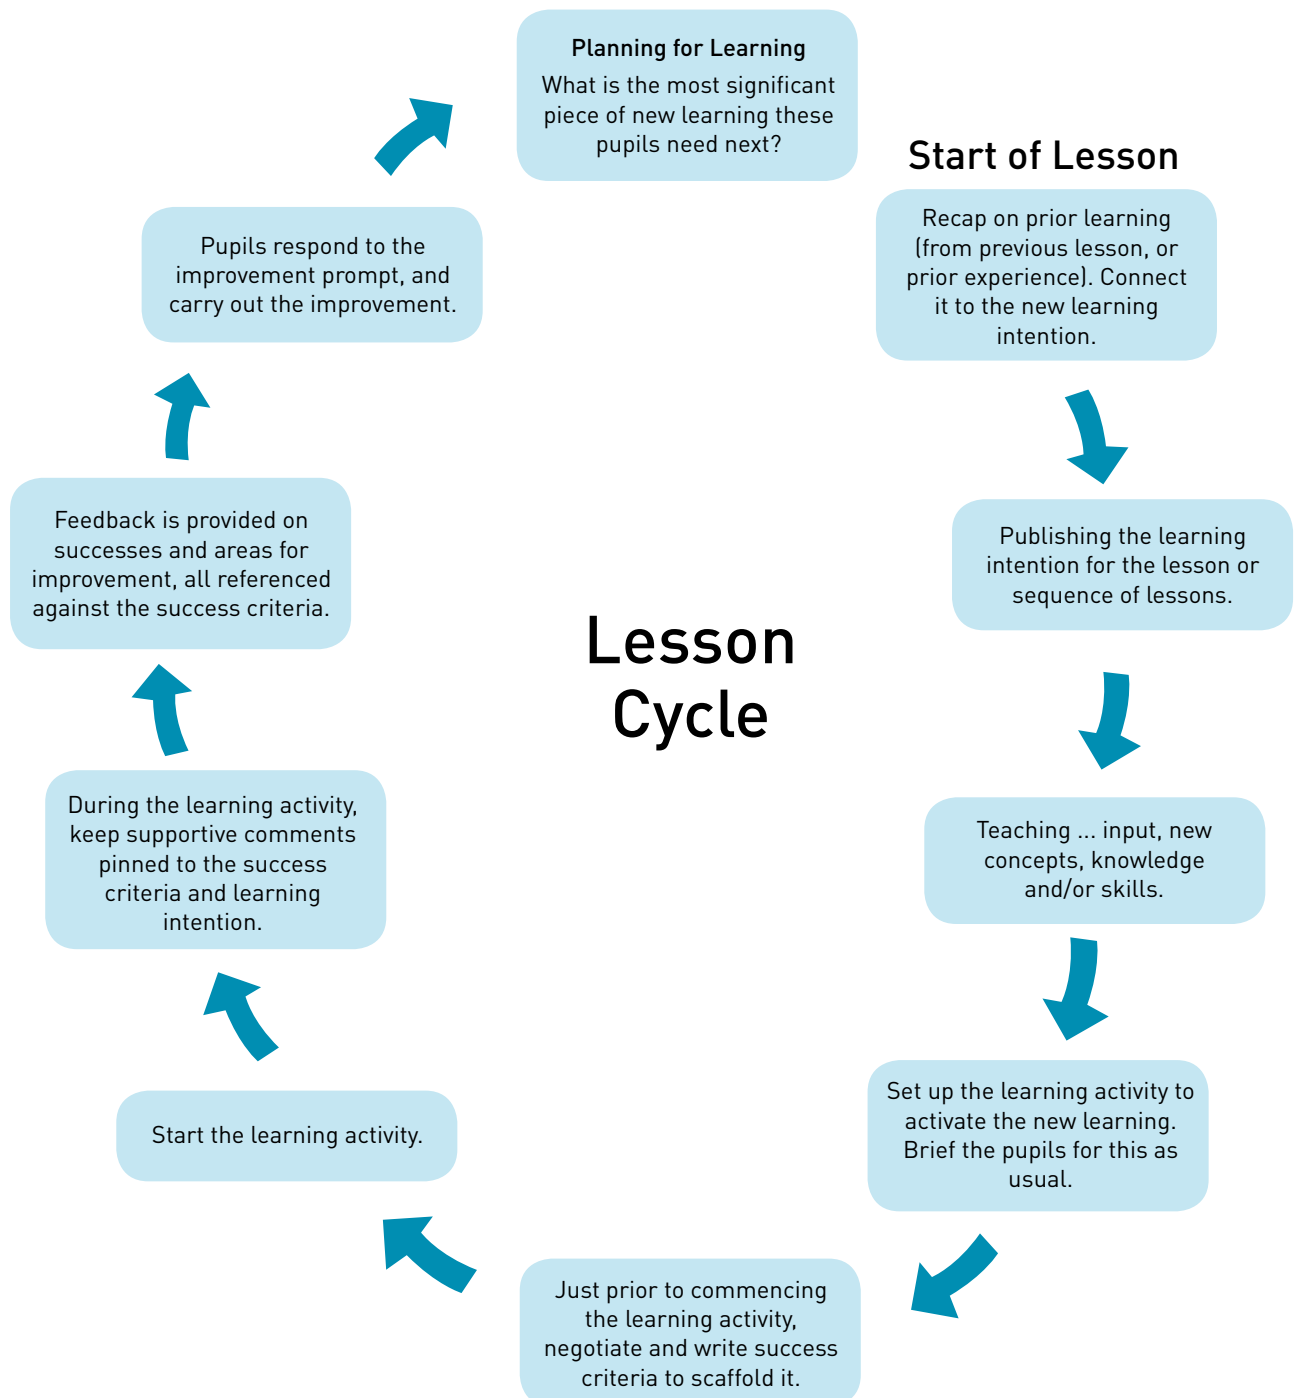 Planning for Learning
What is the most significant
piece of new learning these
pupils need next?
Start of Lesson
Recap on prior learning
(from previous lesson, or
prior experience). Connect
it to the new learning
intention.
Publishing the learning
intention for the lesson or
sequence of lessons.
Teaching ... input, new
concepts, knowledge
and/or skills.
Set up the learning activity to
activate the new learning.
Brief the pupils for this as
usual.
Just prior to commencing
the learning activity,
negotiate and write success
criteria to scaffold it.
Start the learning activity.
During the learning activity,
keep supportive comments
pinned to the success
criteria and learning
intention.
Feedback is provided on
successes and areas for
improvement, all referenced
against the success criteria.
Pupils respond to the
improvement prompt, and
carry out the improvement.
Lesson
Cycle